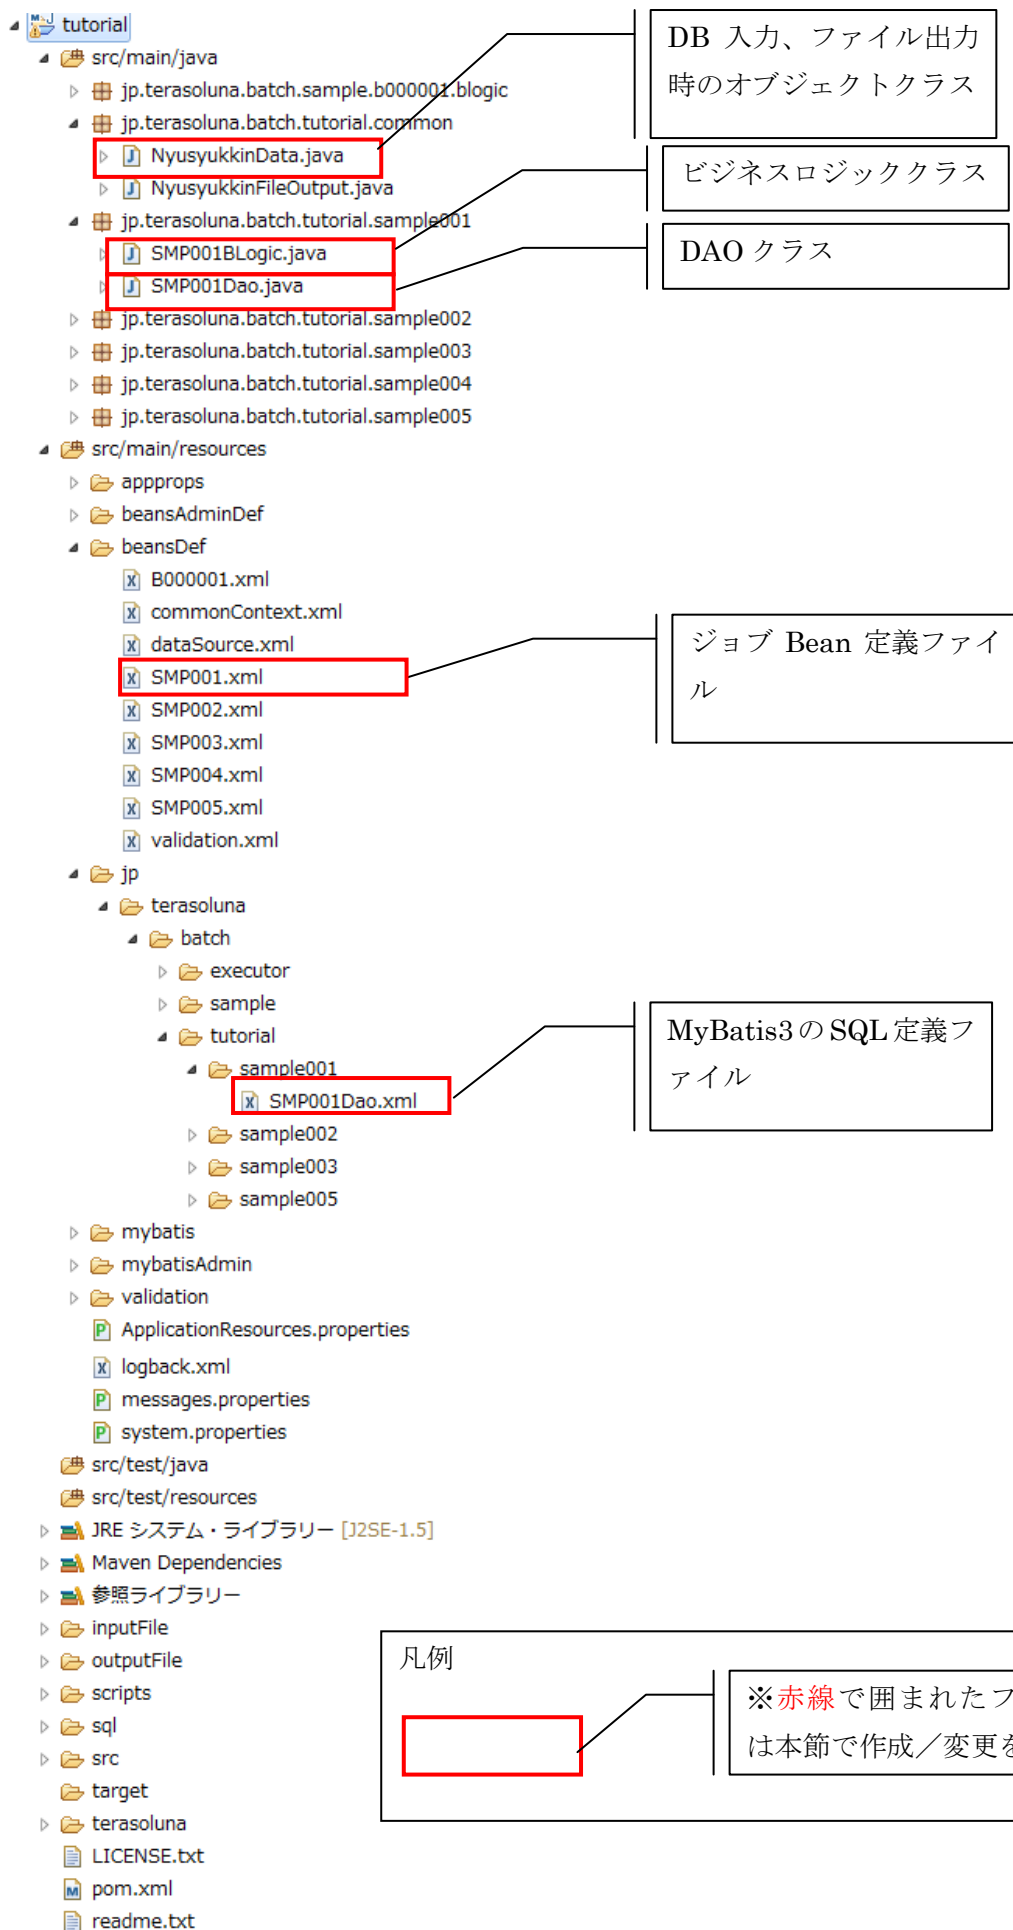 tutorial
src/main/java
jp.terasoluna.batch.sample.b000001.blogic
jp.terasoluna.batch.tutorial.common
NyusyukkinData.java
NyusyukkinFileOutput.java
jp.terasoluna.batch.tutorial.sample001
SMP001BLogic.java
SMP001Dao.java
jp.terasoluna.batch.tutorial.sample002
jp.terasoluna.batch.tutorial.sample003
jp.terasoluna.batch.tutorial.sample004
jp.terasoluna.batch.tutorial.sample005
src/main/resources
appprops
beansAdminDef
beansDef
B000001.xml
commonContext.xml
dataSource.xml
SMP001.xml
SMP002.xml
SMP003.xml
SMP004.xml
SMP005.xml
validation.xml
jp
terasoluna
batch
executor
sample
tutorial
sample001
SMP001Dao.xml
sample002
sample003
sample005
mybatis
mybatisAdmin
validation
ApplicationResources.properties
logback.xml
messages.properties
system.properties
src/test/java
src/test/resources
JRE システム・ライブラリー [J2SE-1.5]
Maven Dependencies
参照ライブラリー
inputFile
outputFile
scripts
sql
src
target
terasoluna
LICENSE.txt
pom.xml
readme.txt
DB 入力、ファイル出力
時のオブジェクトクラス
ビジネスロジッククラス
DAO クラス
ジョブ Bean 定義ファイ
ル
MyBatis3 の SQL 定義フ
ァイル
凡例
※赤線で囲まれたフ
は本節で作成／変更を